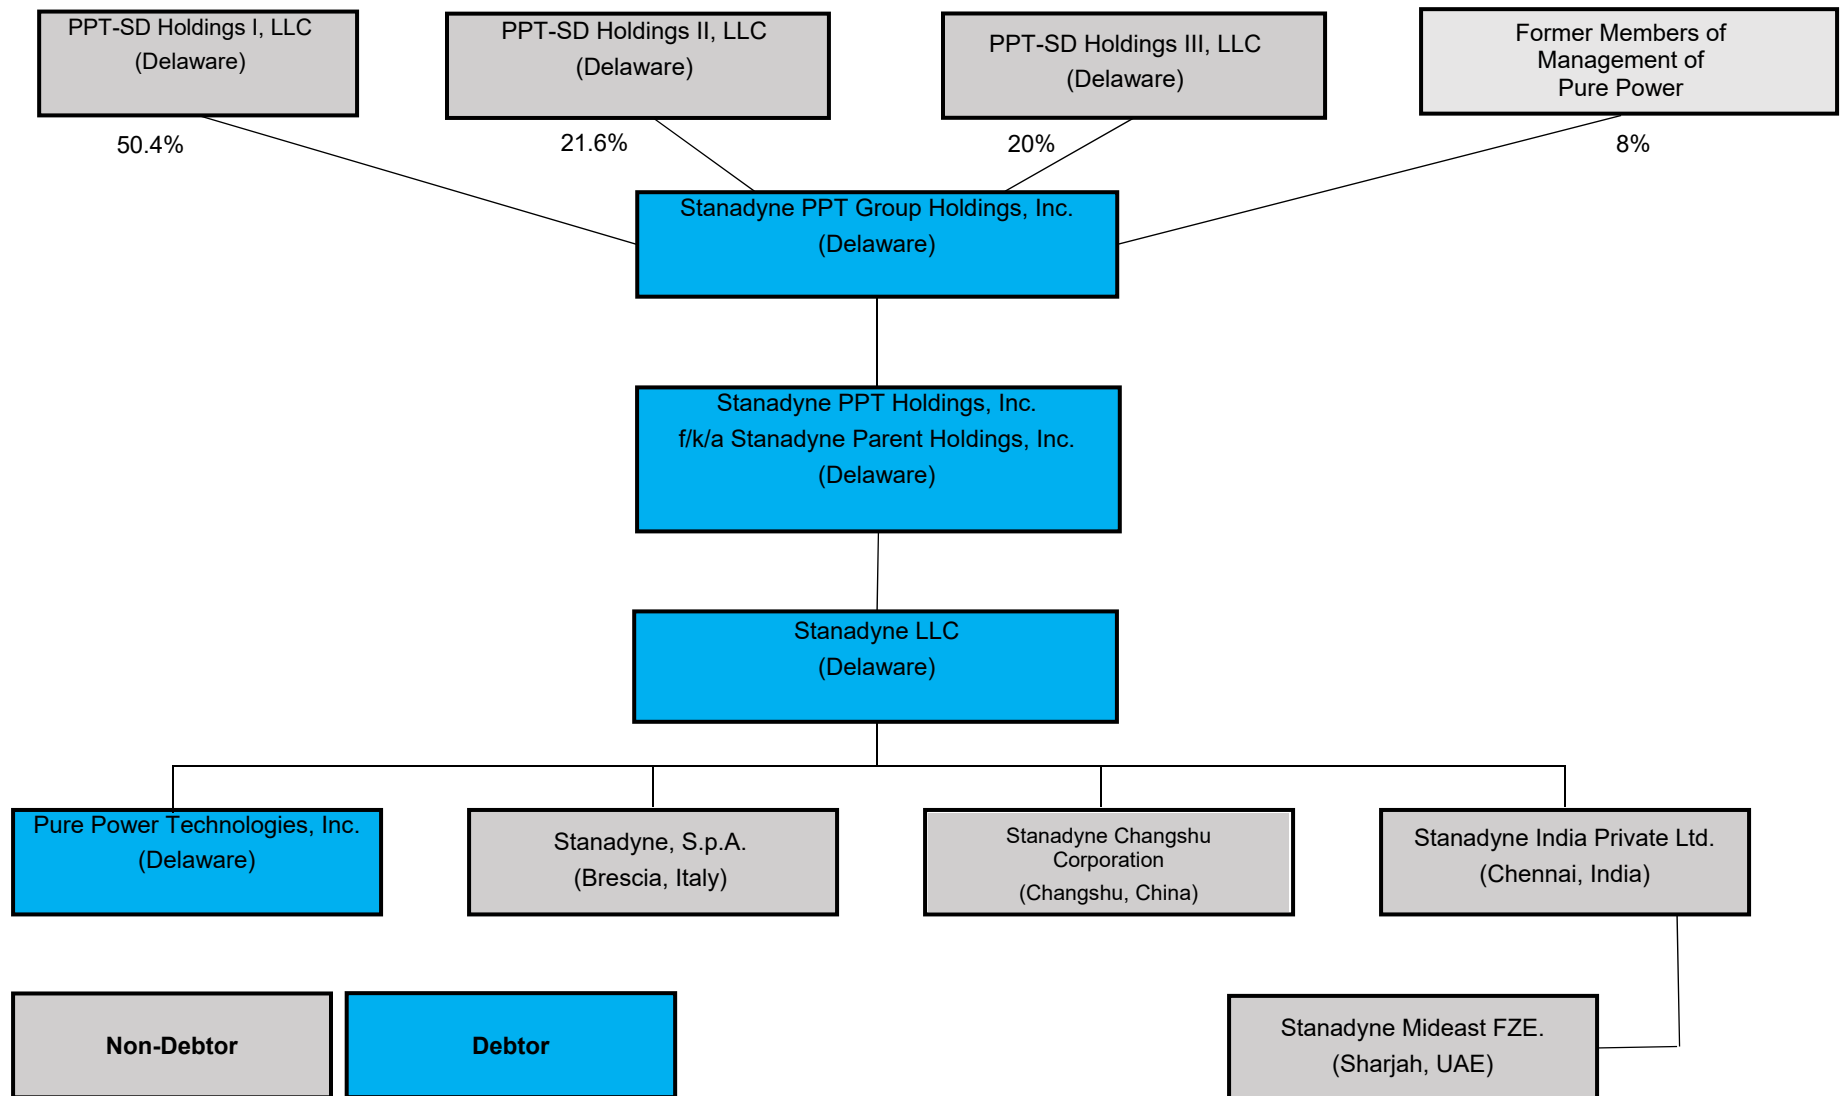 PPT-SD Holdings I, LLC
(Delaware)
PPT-SD Holdings II, LLC
(Delaware)
PPT-SD Holdings III, LLC
(Delaware)
Former Members of
Management of
Pure Power
50.4%
21.6%
20%
8%
Stanadyne PPT Group Holdings, Inc.
(Delaware)
Stanadyne PPT Holdings, Inc.
f/k/a Stanadyne Parent Holdings, Inc.
(Delaware)
Stanadyne LLC
(Delaware)
Pure Power Technologies, Inc.
(Delaware)
Stanadyne, S.p.A.
(Brescia, Italy)
Stanadyne Changshu
Corporation
(Changshu, China)
Stanadyne India Private Ltd.
(Chennai, India)
Non-Debtor
Debtor
Stanadyne Mideast FZE.
(Sharjah, UAE)